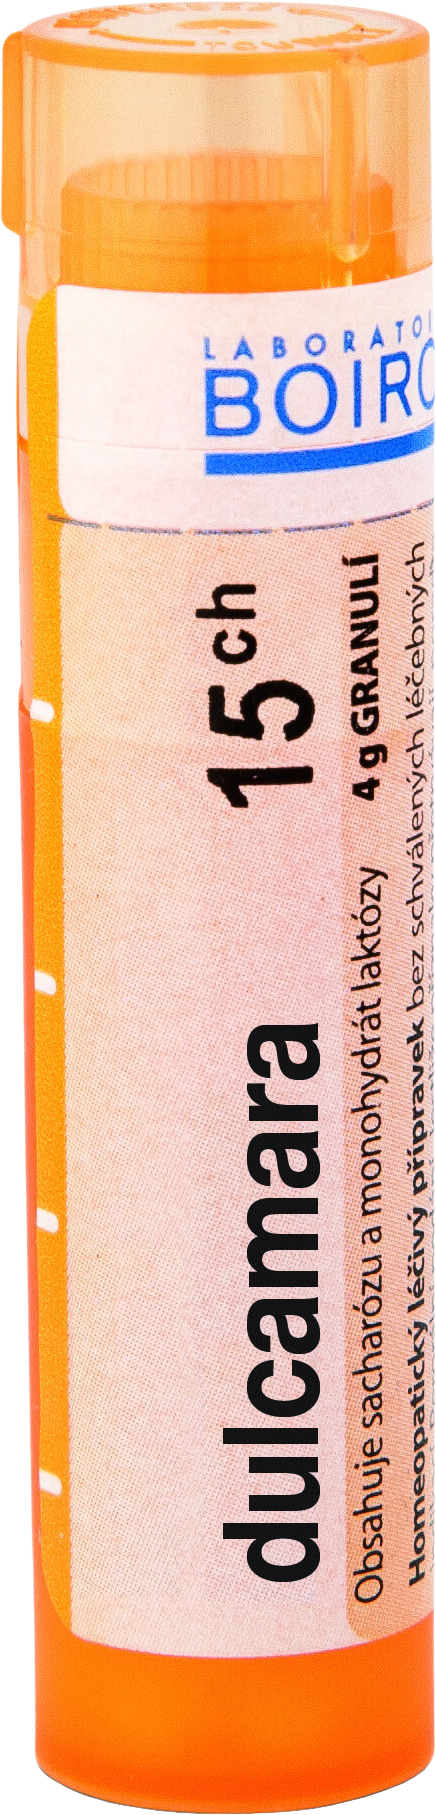 LABORATOI
BOIRO
dulcamara 15 ch
Obsahuje sacharózu a monohydrát laktózy 4 g GRANULÍ
Homeopatický léčivý přípravek bez schválených léčebných